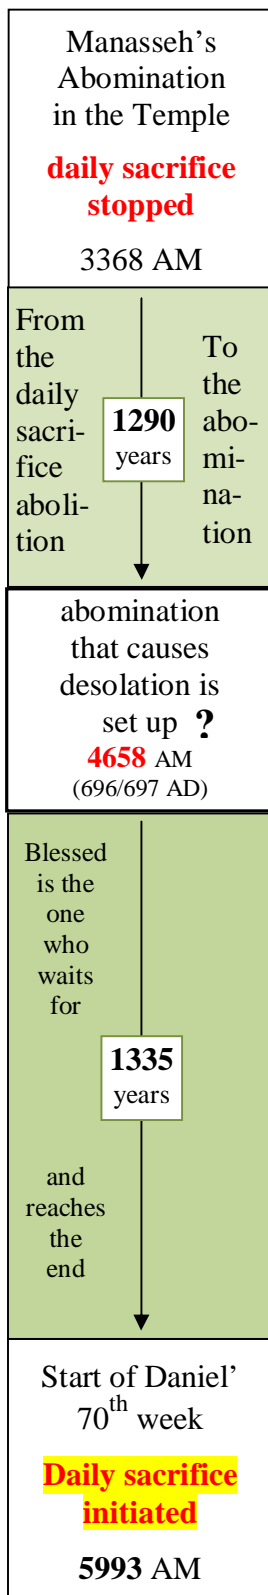 Manasseh's
Abomination
in the Temple
daily sacrifice
stopped
3368 AM
From
the
daily
sacri-
fice
aboli-
tion
1290
years
To
the
abo-
mi-
na-
tion
abomination
that causes
desolation is
set up ?
4658 AM
(696/697 AD)
Blessed
is the
one
who
waits
for
1335
years
and
reaches
the
end
Start of Daniel'
70th week
Daily sacrifice
initiated
5993 AM